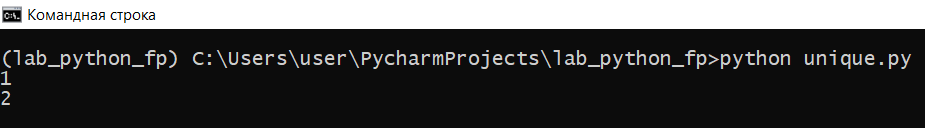 Командная строка
(lab_python_fp) C:\Users\user\PycharmProjects\lab_python_fp>python unique.py
1
2